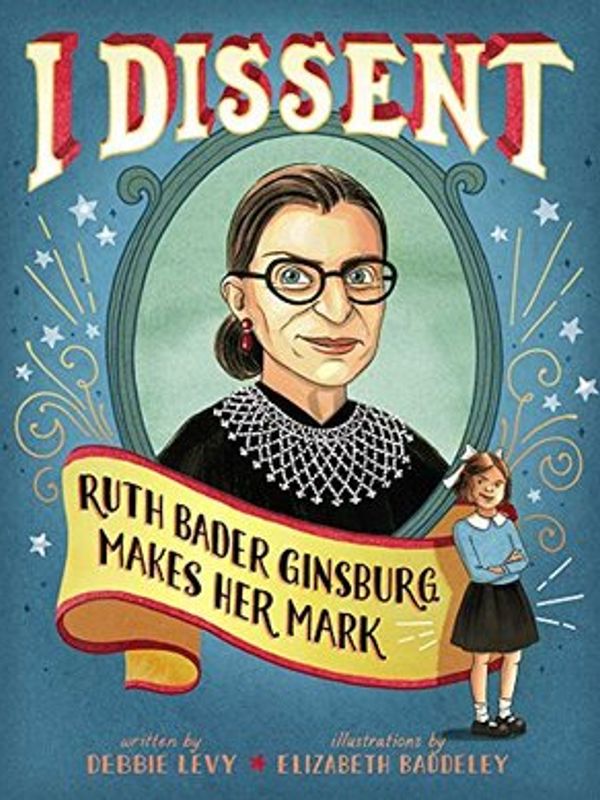 I DISSENT
RUTH BADER GINSBURG
MAKES HER MARK
written by
DEBBIE LEVY
illustrations by
ELIZABETH BADDELEY